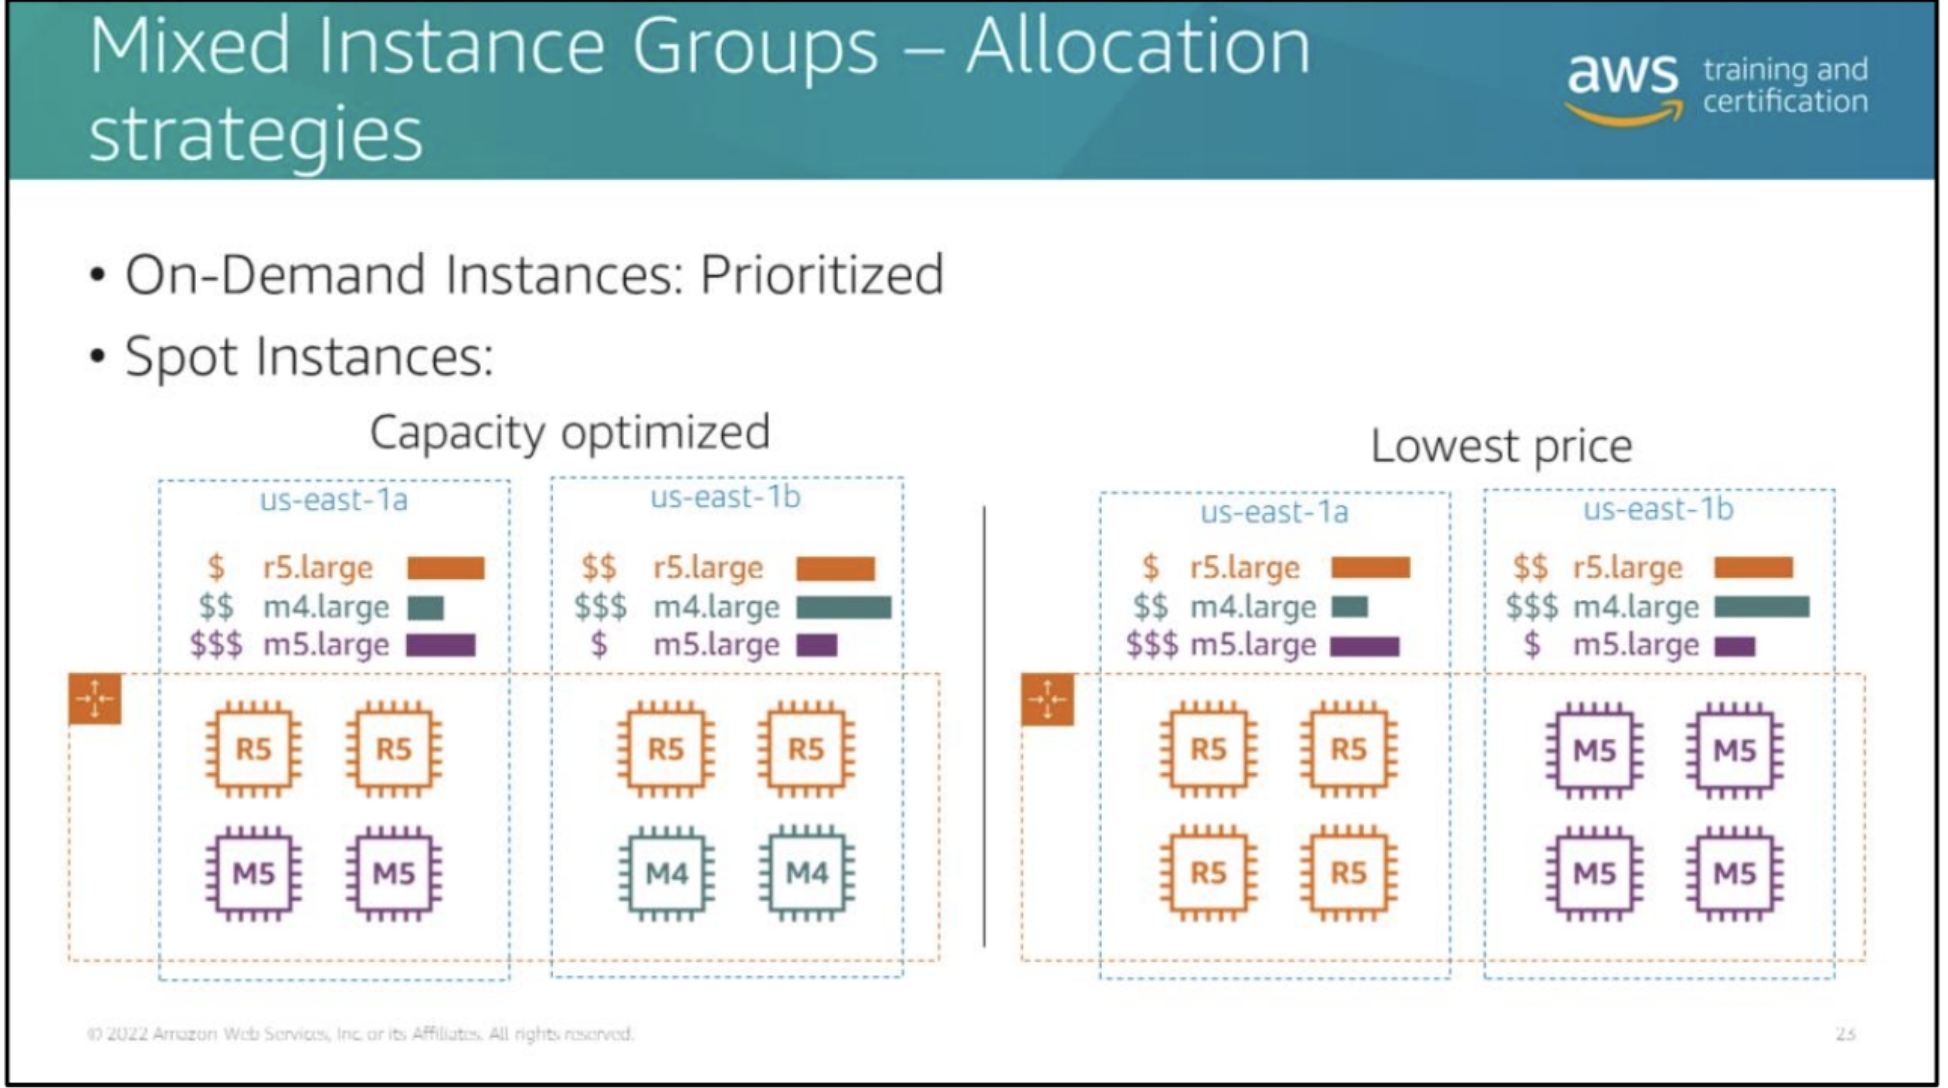 Mixed Instance Groups – Allocation
strategies
aws training and
certification
• On-Demand Instances: Prioritized
• Spot Instances:
Capacity optimized
us-east-1a
$ r5.large
$$ m4.large
$$$ m5.large
R5 R5
M5 M5
us-east-1b
$$ r5.large
$$$ m4.large
$ m5.large
R5 R5
M4 M4
Lowest price
us-east-1a
$ r5.large
$$ m4.large
$$$ m5.large
R5 R5
R5 R5
us-east-1b
$$ r5.large
$$$ m4.large
$ m5.large
M5 M5
M5 M5
© 2022 Amazon Web Services, Inc. or its Affiliates. All rights reserved.
23